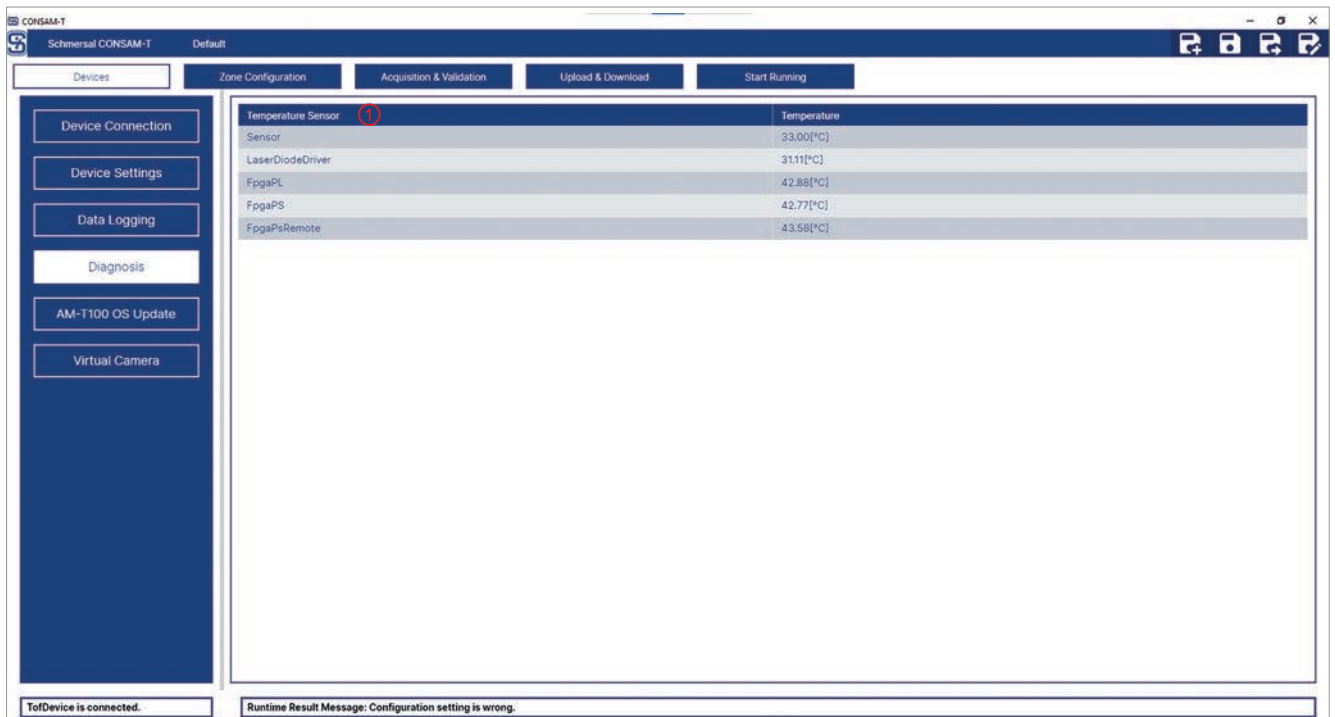 CONSAM-T
Schmersal CONSAM-T Default
Devices Zone Configuration Acquisition & Validation Upload & Download Start Running
Device Connection
Device Settings
Data Logging
Diagnosis
AM-T100 OS Update
Virtual Camera
Temperature Sensor ① Temperature
Sensor 33.00[°C]
LaserDiodeDriver 31.11[°C]
FpgaPL 42.88[°C]
FpgaPS 42.77[°C]
FpgaPsRemote 43.58[°C]
TofDevice is connected. Runtime Result Message: Configuration setting is wrong.